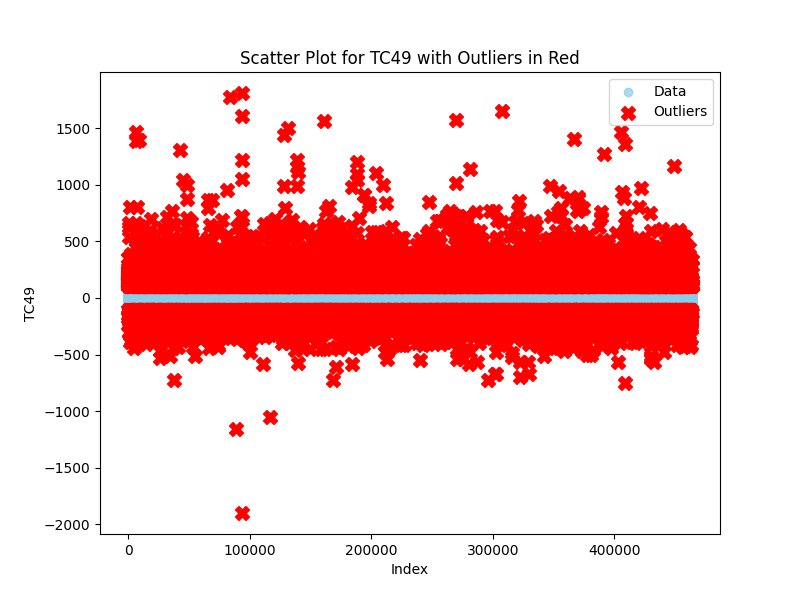 Scatter Plot for TC49 with Outliers in Red
Data
Outliers
1500
1000
500
0
−500
−1000
−1500
−2000
TC49
0 100000 200000 300000 400000
Index